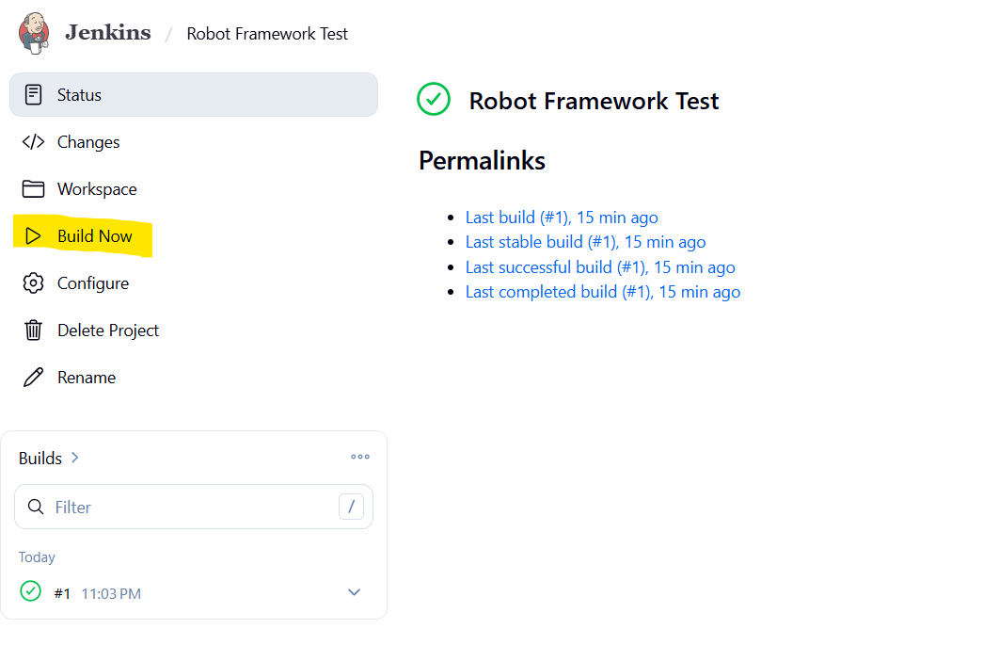 Jenkins / Robot Framework Test
Status
Changes
Workspace
Build Now
Configure
Delete Project
Rename
Builds
Filter /
Today
#1 11:03 PM
Robot Framework Test
Permalinks
Last build (#1), 15 min ago
Last stable build (#1), 15 min ago
Last successful build (#1), 15 min ago
Last completed build (#1), 15 min ago